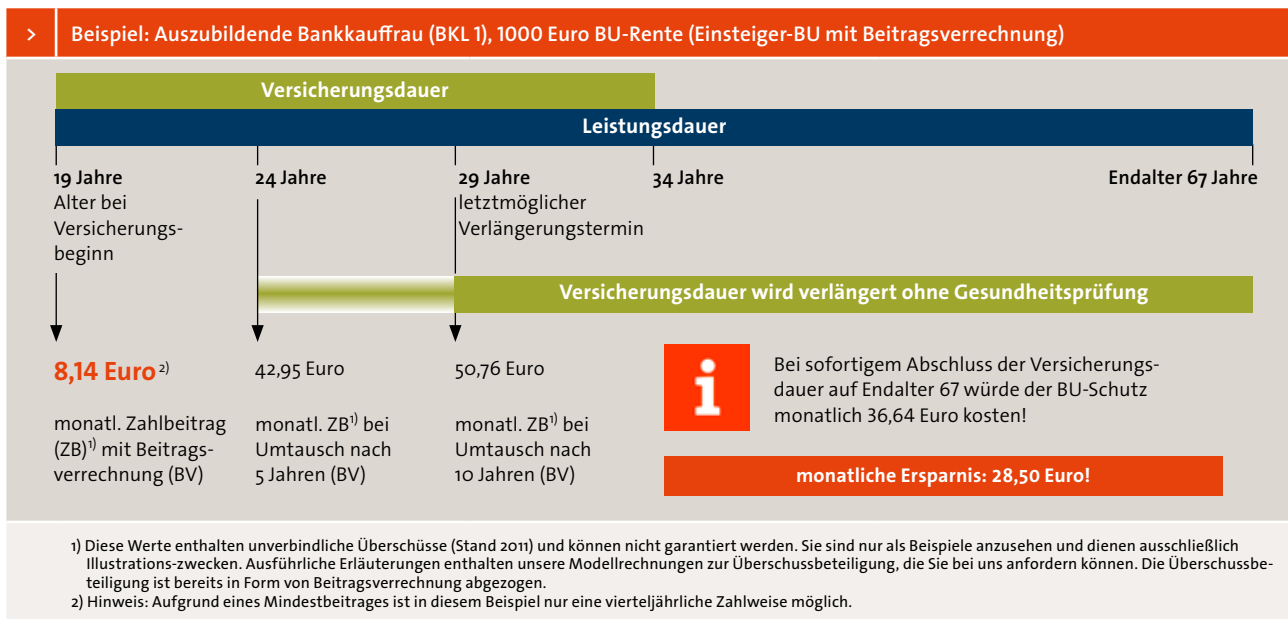 > Beispiel: Auszubildende Bankkauffrau (BKL 1), 1000 Euro BU-Rente (Einsteiger-BU mit Beitragsverrechnung)
Versicherungsdauer
Leistungsdauer
19 Jahre
Alter bei
Versicherungs-
beginn
24 Jahre
29 Jahre
letztmöglicher
Verlängerungstermin
34 Jahre
Endalter 67 Jahre
Versicherungsdauer wird verlängert ohne Gesundheitsprüfung
8,14 Euro 2)
monatl. Zahlbeitrag
(ZB)1) mit Beitrags-
verrechnung (BV)
42,95 Euro
monatl. ZB1) bei
Umtausch nach
5 Jahren (BV)
50,76 Euro
monatl. ZB1) bei
Umtausch nach
10 Jahren (BV)
i
Bei sofortigem Abschluss der Versicherungs-
dauer auf Endalter 67 würde der BU-Schutz
monatlich 36,64 Euro kosten!
monatliche Ersparnis: 28,50 Euro!
1) Diese Werte enthalten unverbindliche Überschüsse (Stand 2011) und können nicht garantiert werden. Sie sind nur als Beispiele anzusehen und dienen ausschließlich
Illustrations-zwecken. Ausführliche Erläuterungen enthalten unsere Modellrechnungen zur Überschussbeteiligung, die Sie bei uns anfordern können. Die Überschussbe-
teiligung ist bereits in Form von Beitragsverrechnung abgezogen.
2) Hinweis: Aufgrund eines Mindestbeitrages ist in diesem Beispiel nur eine vierteljährliche Zahlweise möglich.